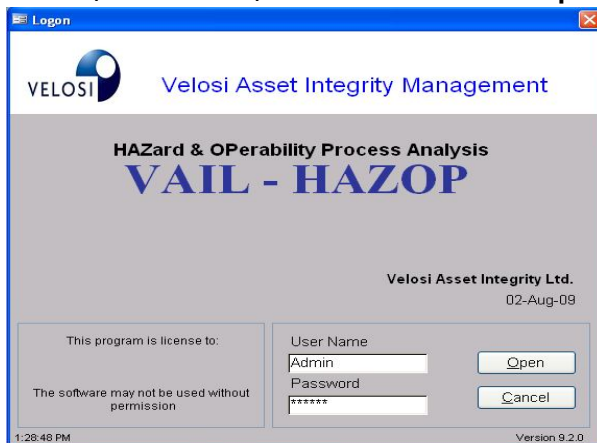 Logon
VELOSI
Velosi Asset Integrity Management
HAZard & OPerability Process Analysis
VAIL - HAZOP
Velosi Asset Integrity Ltd.
02-Aug-09
This program is license to:
The software may not be used without
permission
User Name
Admin
Password
******
Open
Cancel
1:28:48 PM
Version 9.2.0